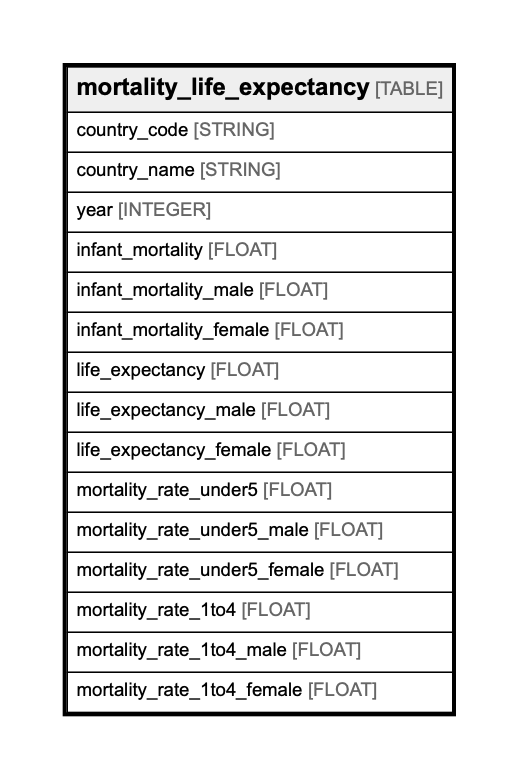 mortality_life_expectancy [TABLE]
country_code [STRING]
country_name [STRING]
year [INTEGER]
infant_mortality [FLOAT]
infant_mortality_male [FLOAT]
infant_mortality_female [FLOAT]
life_expectancy [FLOAT]
life_expectancy_male [FLOAT]
life_expectancy_female [FLOAT]
mortality_rate_under5 [FLOAT]
mortality_rate_under5_male [FLOAT]
mortality_rate_under5_female [FLOAT]
mortality_rate_1to4 [FLOAT]
mortality_rate_1to4_male [FLOAT]
mortality_rate_1to4_female [FLOAT]